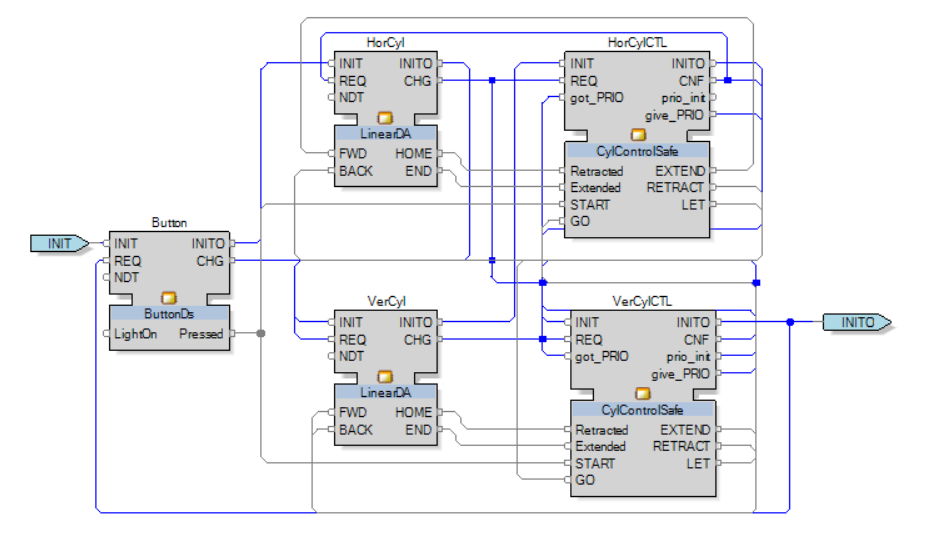 HorCyl
INIT INITO
REQ CHG
NDT
LinearDA
FWD HOME
BACK END
HorCylCTL
INIT INITO
REQ CNF
got_PRIO prio_init
give_PRIO
CylControlSafe
Retracted EXTEND
Extended RETRACT
START LET
GO
INIT
Button
INIT INITO
REQ CHG
NDT
ButtonDs
LightOn Pressed
VerCyl
INIT INITO
REQ CHG
NDT
LinearDA
FWD HOME
BACK END
VerCylCTL
INIT INITO
REQ CNF
got_PRIO prio_init
give_PRIO
CylControlSafe
Retracted EXTEND
Extended RETRACT
START LET
GO
INITO